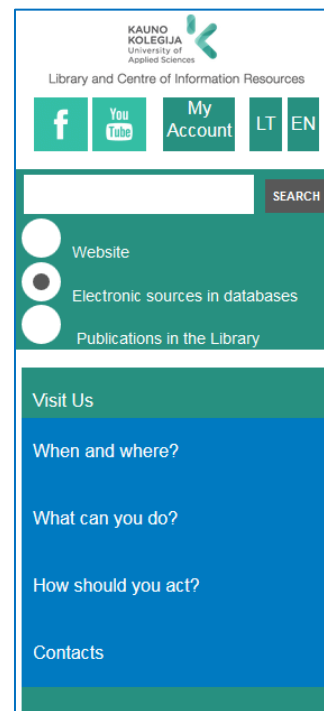 KAUNO
KOLEGIJA
University of
Applied Sciences
Library and Centre of Information Resources
f
You
Tube
My
Account
LT
EN
SEARCH
Website
Electronic sources in databases
Publications in the Library
Visit Us
When and where?
What can you do?
How should you act?
Contacts